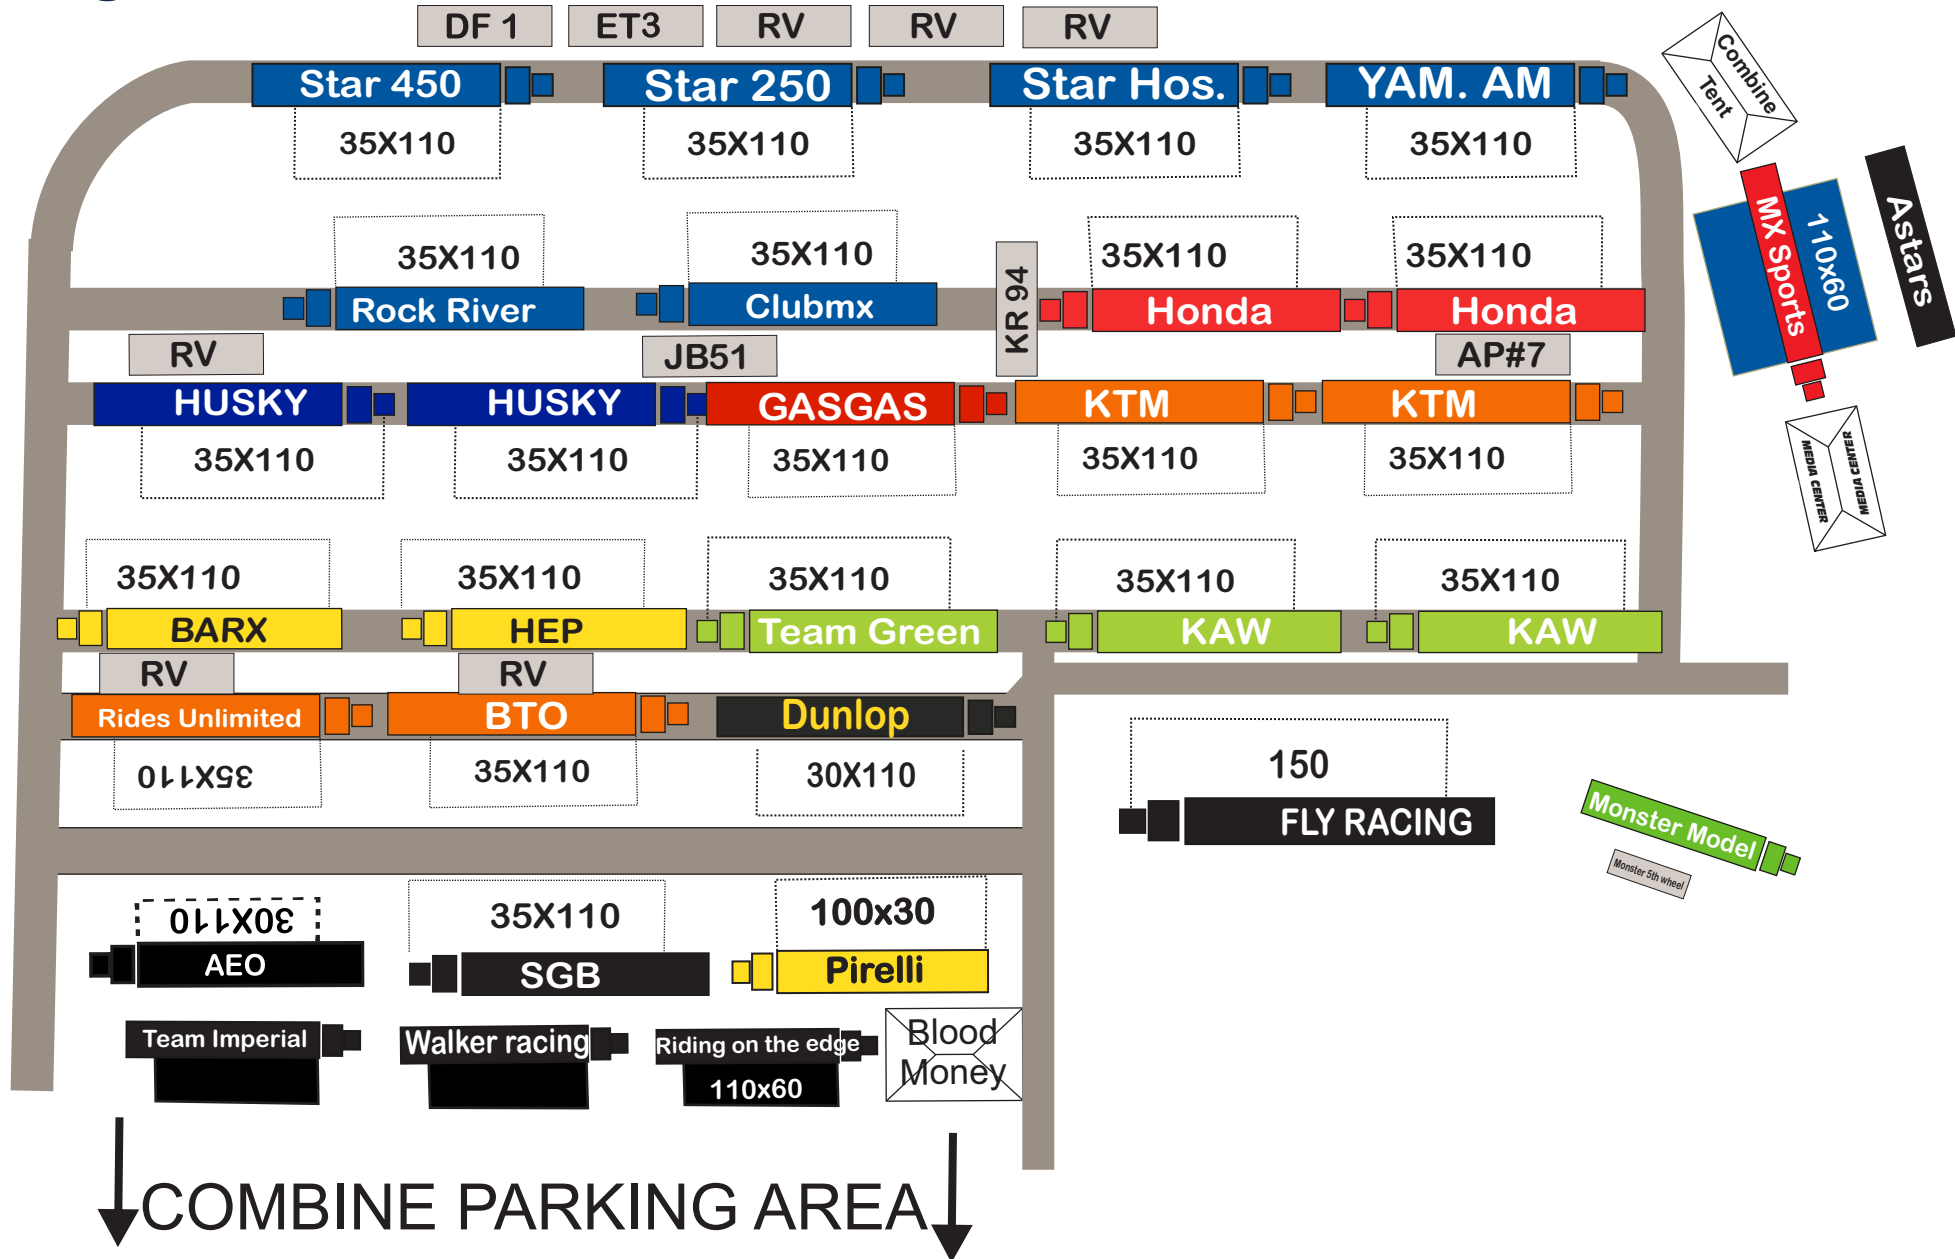 DF 1
ET3
RV
RV
RV
Star 450
Star 250
Star Hos.
YAM. AM
35X110
35X110
35X110
35X110
Combine
Tent
MX Sports
110x60
Astars
MEDIA CENTER
MEDIA CENTER
35X110
35X110
35X110
35X110
Rock River
Clubmx
KR 94
Honda
Honda
RV
JB51
AP#7
HUSKY
HUSKY
GASGAS
KTM
KTM
35X110
35X110
35X110
35X110
35X110
35X110
35X110
35X110
35X110
35X110
BARX
HEP
Team Green
KAW
KAW
RV
RV
Rides Unlimited
BTO
Dunlop
35X110
35X110
30X110
150
FLY RACING
Monster Model
Monster 5th wheel
30X110
35X110
100x30
AEO
SGB
Pirelli
Team Imperial
Walker racing
Riding on the edge
110x60
Blood
Money
COMBINE PARKING AREA